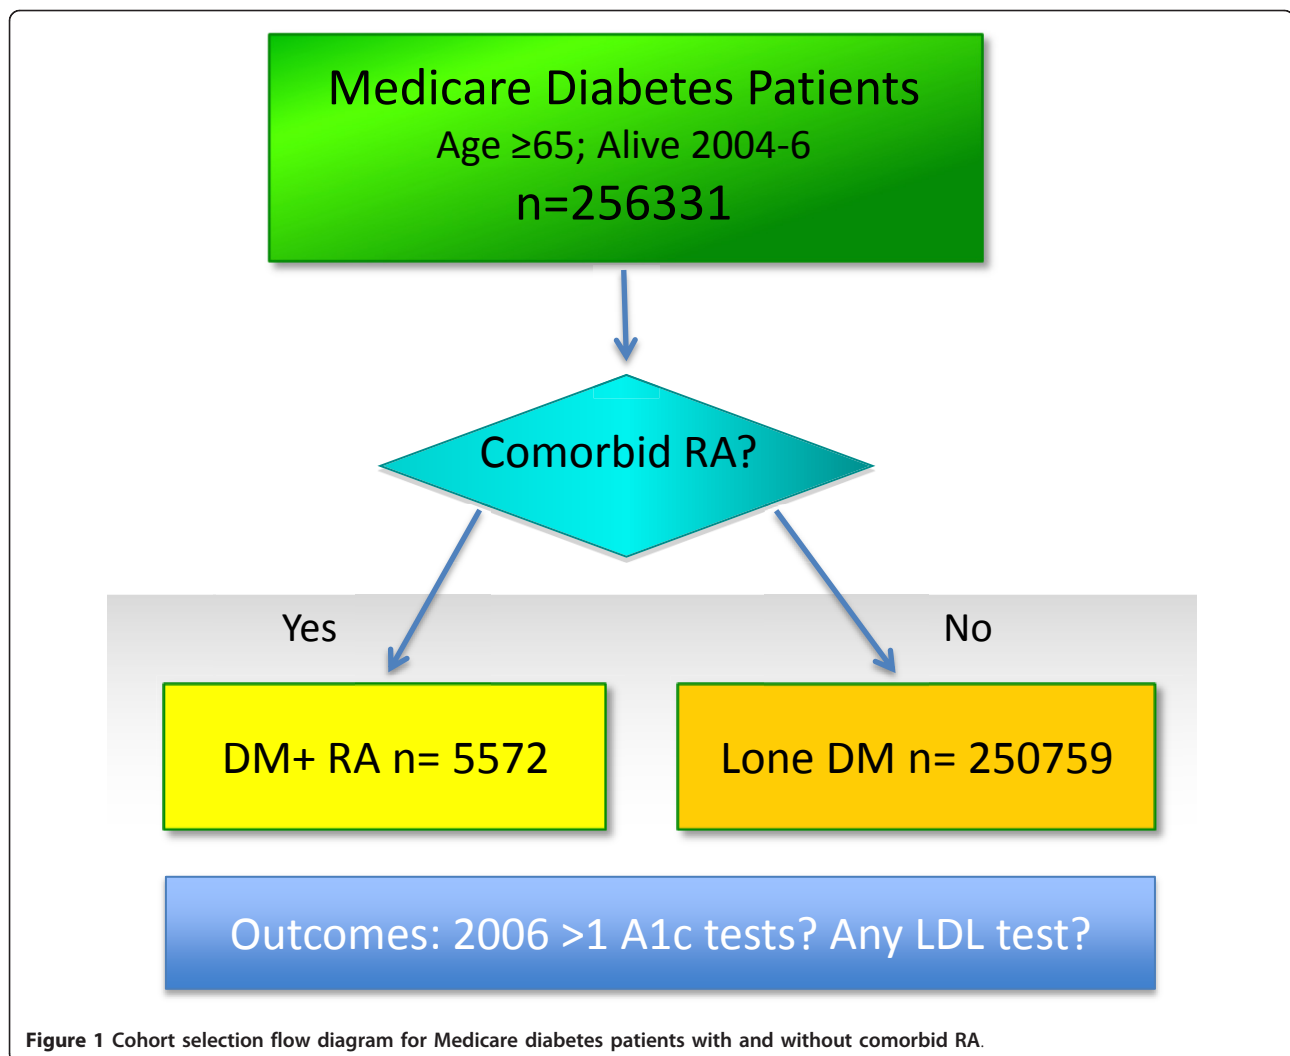 Medicare Diabetes Patients
Age ≥65; Alive 2004-6
n=256331
Comorbid RA?
Yes
No
DM+ RA n= 5572
Lone DM n= 250759
Outcomes: 2006 >1 A1c tests? Any LDL test?
Figure 1 Cohort selection flow diagram for Medicare diabetes patients with and without comorbid RA.